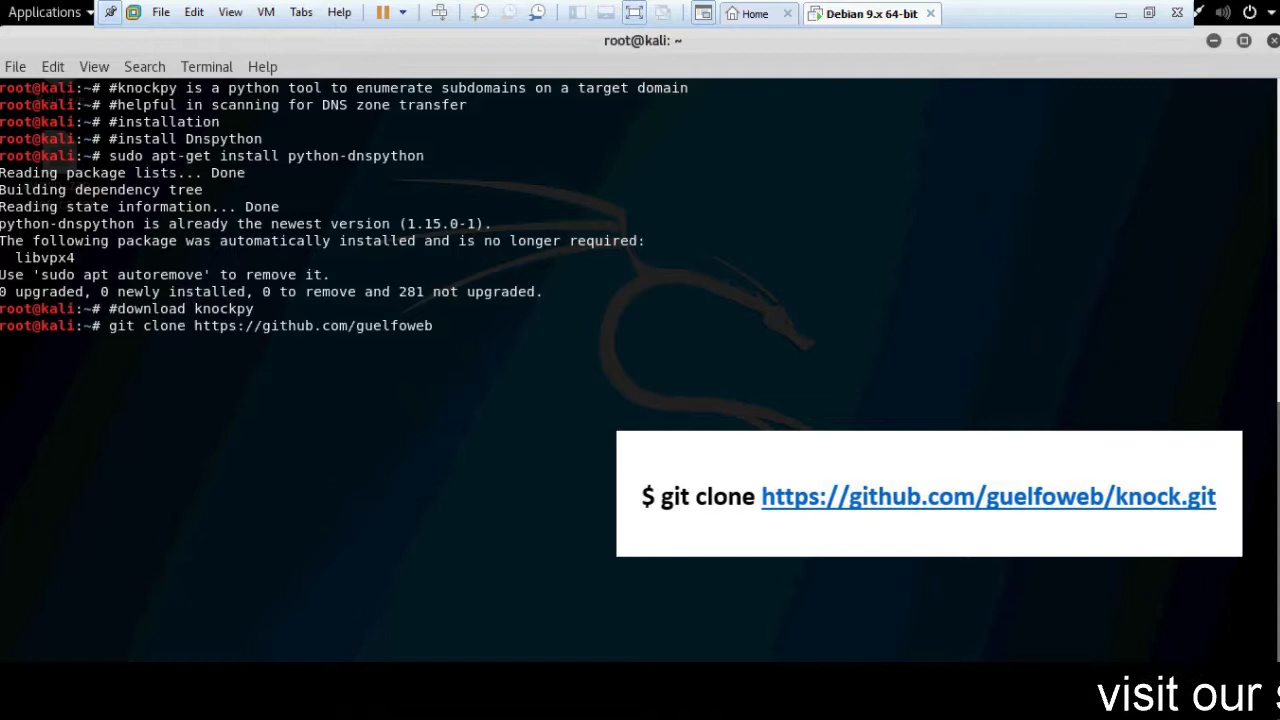 Applications File Edit View VM Tabs Help Home Debian 9.x 64-bit
root@kali: ~
File Edit View Search Terminal Help
root@kali:~# #knockpy is a python tool to enumerate subdomains on a target domain
root@kali:~# #helpful in scanning for DNS zone transfer
root@kali:~# #installation
root@kali:~# #install Dnspython
root@kali:~# sudo apt-get install python-dnspython
Reading package lists... Done
Building dependency tree
Reading state information... Done
python-dnspython is already the newest version (1.15.0-1).
The following package was automatically installed and is no longer required:
libvpx4
Use 'sudo apt autoremove' to remove it.
0 upgraded, 0 newly installed, 0 to remove and 281 not upgraded.
root@kali:~# #download knockpy
root@kali:~# git clone https://github.com/guelfoweb
$ git clone https://github.com/guelfoweb/knock.git
visit our s